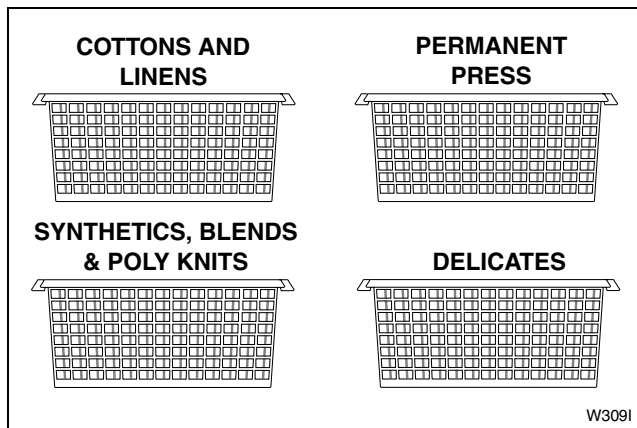 COTTONS AND
LINENS
PERMANENT
PRESS
SYNTHETICS, BLENDS
& POLY KNITS
DELICATES
W309I